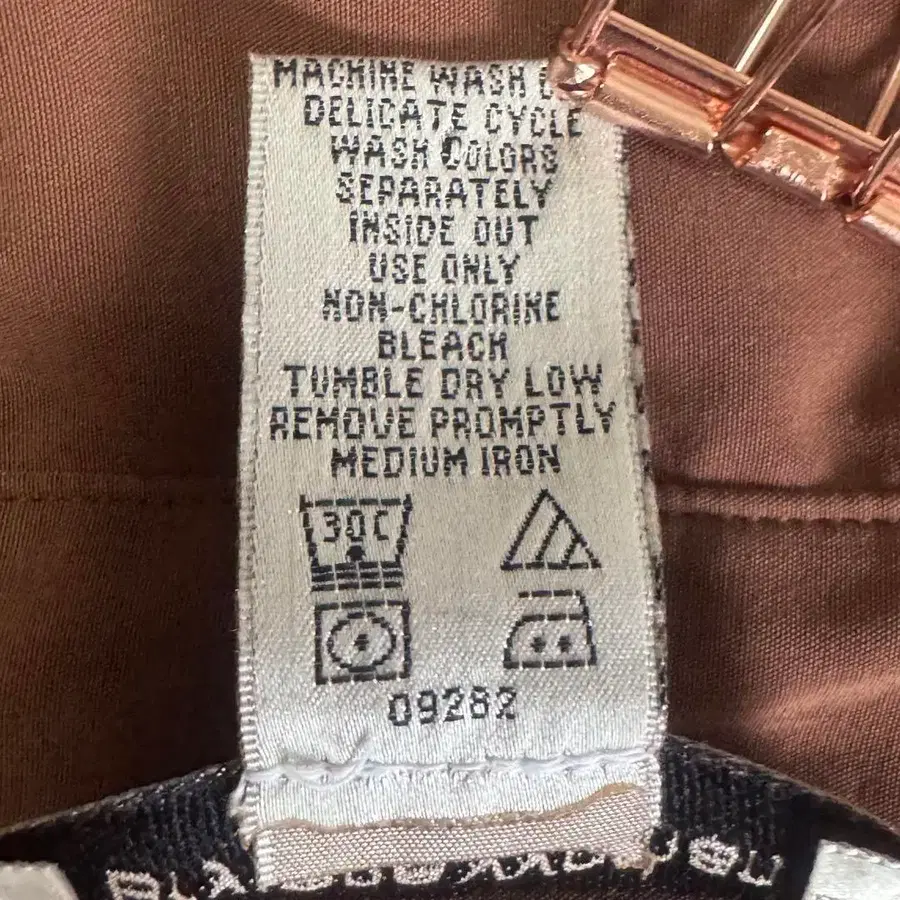 MACHINE WASH
DELICATE CYCLE
WASH COLORS
SEPARATELY
INSIDE OUT
USE ONLY
NON-CHLORINE
BLEACH
TUMBLE DRY LOW
REMOVE PROMPTLY
MEDIUM IRON
30C
09282